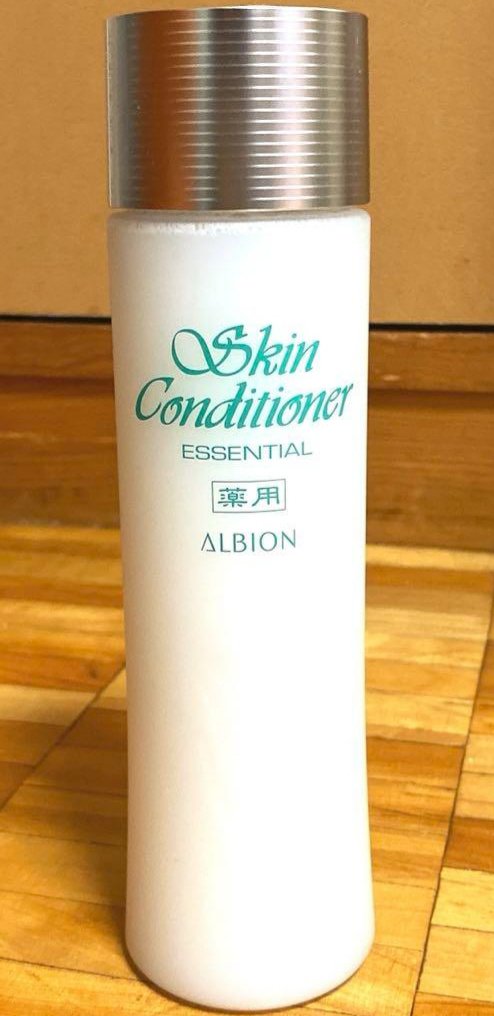 Skin
Conditioner
ESSENTIAL
薬用
ALBION